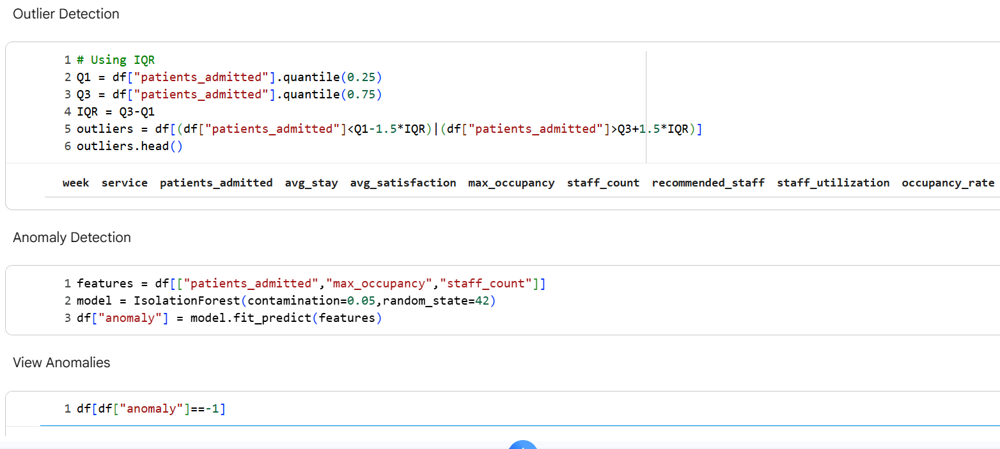 Outlier Detection
1 # Using IQR
2 Q1 = df["patients_admitted"].quantile(0.25)
3 Q3 = df["patients_admitted"].quantile(0.75)
4 IQR = Q3-Q1
5 outliers = df[(df["patients_admitted"]<Q1-1.5*IQR)|(df["patients_admitted"]>Q3+1.5*IQR)]
6 outliers.head()
week service patients_admitted avg_stay avg_satisfaction max_occupancy staff_count recommended_staff staff_utilization occupancy_rate
Anomaly Detection
1 features = df[["patients_admitted","max_occupancy","staff_count"]]
2 model = IsolationForest(contamination=0.05,random_state=42)
3 df["anomaly"] = model.fit_predict(features)
View Anomalies
1 df[df["anomaly"]==-1]